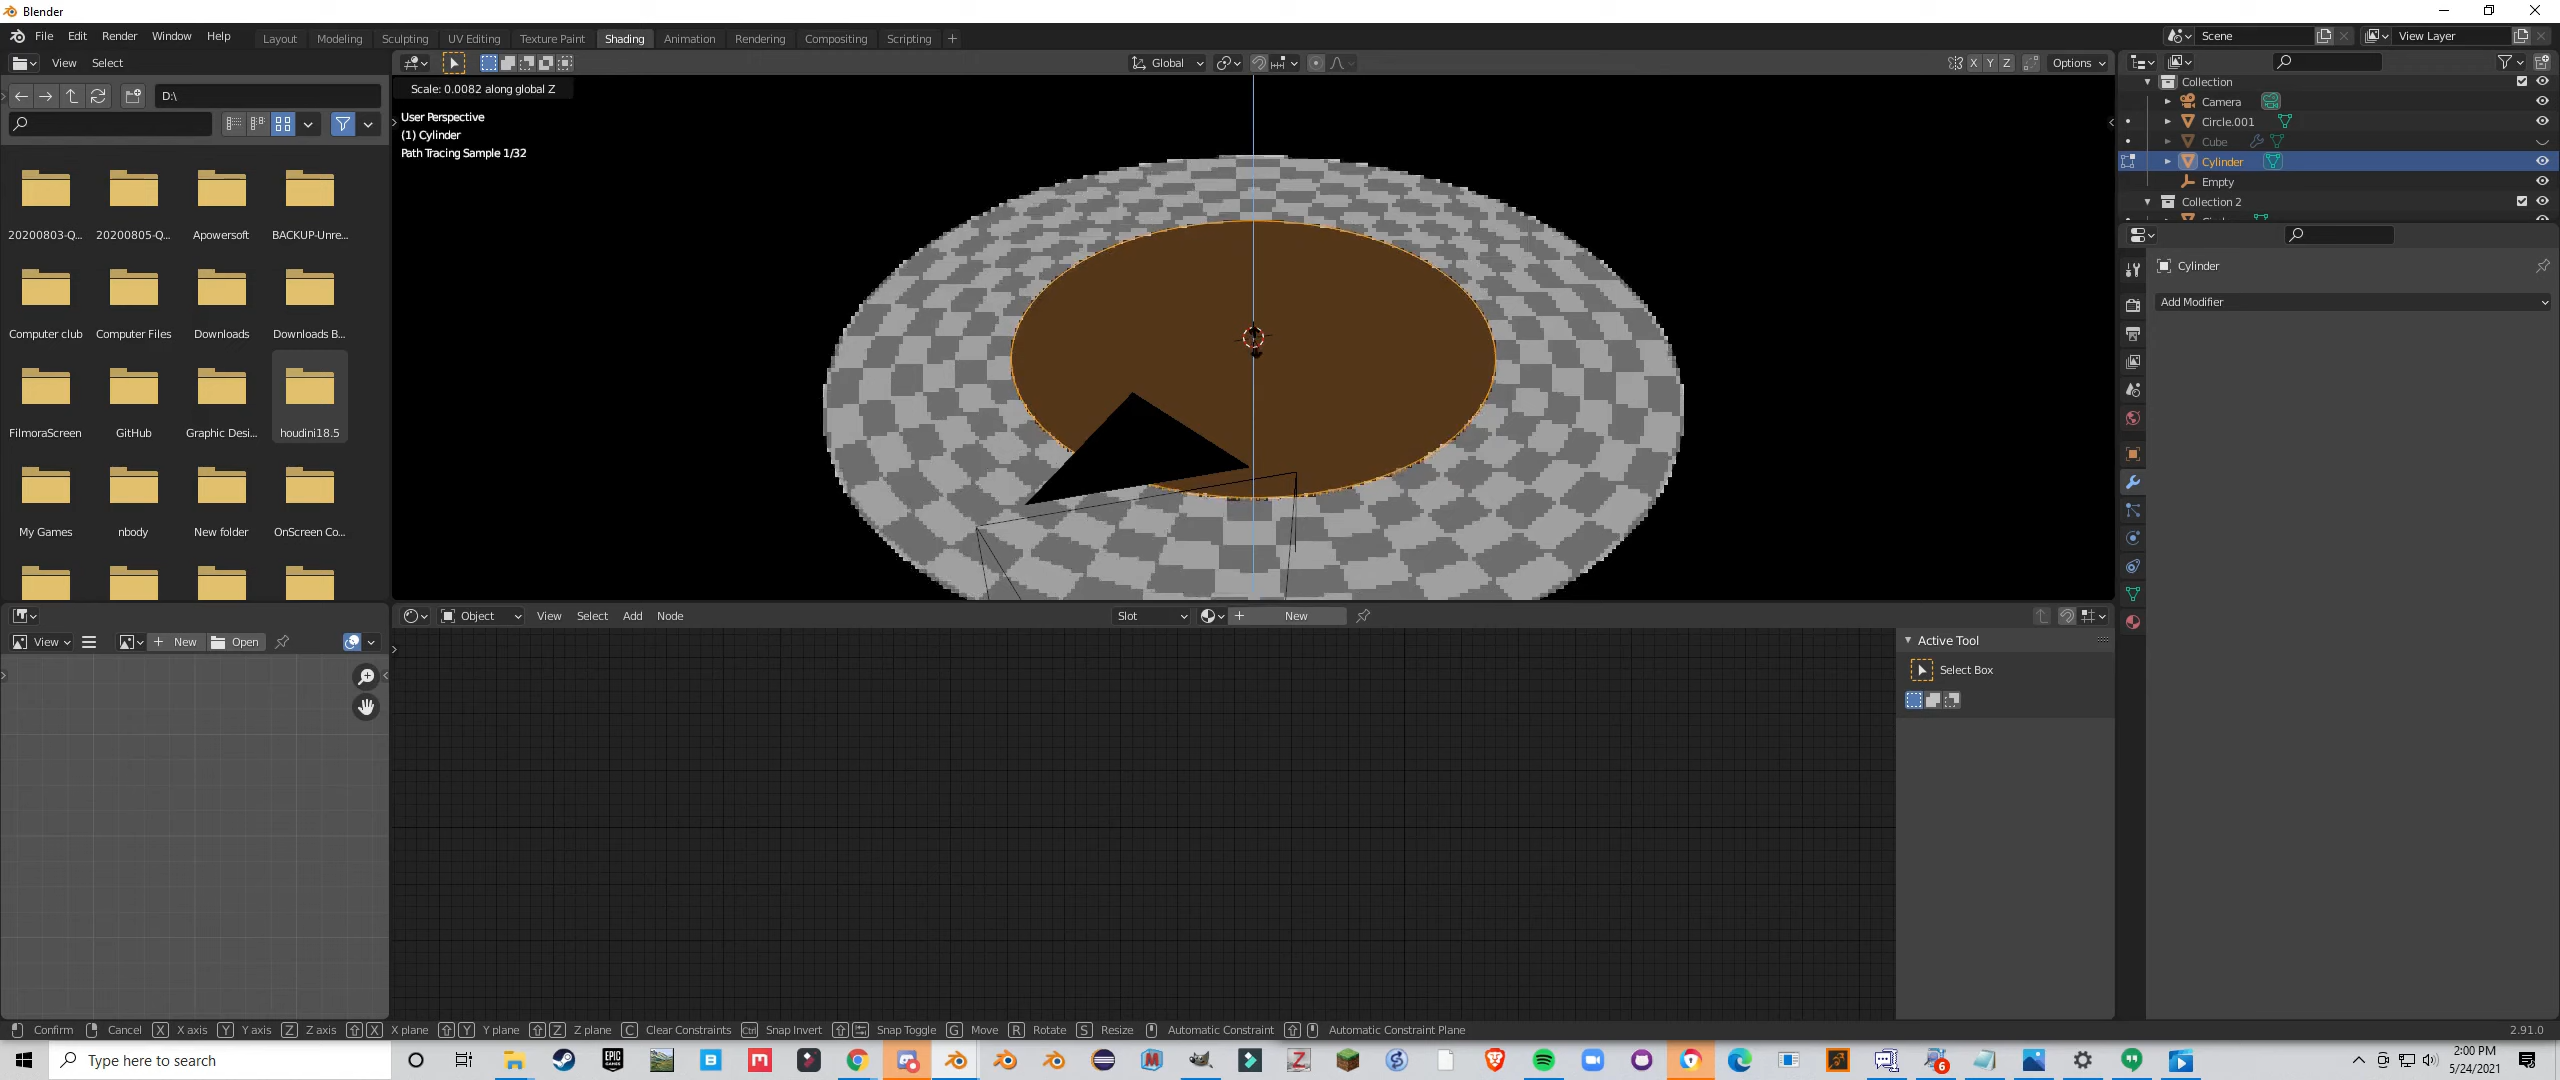 Blender
File Edit Render Window Help
Layout Modeling Sculpting UV Editing Texture Paint Shading Animation Rendering Compositing Scripting
Scene
View Layer
View Select
Global
X Y Z
Options
D:\
Scale: 0.0082 along global Z
User Perspective
(1) Cylinder
Path Tracing Sample 1/32
Collection
Camera
Circle.001
Cube
Cylinder
Empty
Collection 2
20200803-Q... 20200805-Q... Apowersoft BACKUP-Unre...
Computer club Computer Files Downloads Downloads B...
FilmoraScreen GitHub Graphic Desi... houdini18.5
My Games nbody New folder OnScreen Co...
Cylinder
Add Modifier
Object View Select Add Node
Slot
New
View
New Open
Active Tool
Select Box
Confirm Cancel X X axis Y Y axis Z Z axis X X plane Y Y plane Z Z plane C Clear Constraints Ctrl Snap Invert Snap Toggle G Move R Rotate S Resize Automatic Constraint Automatic Constraint Plane
2.91.0
Type here to search
EPIC GAMES
6
2:00 PM
5/24/2021